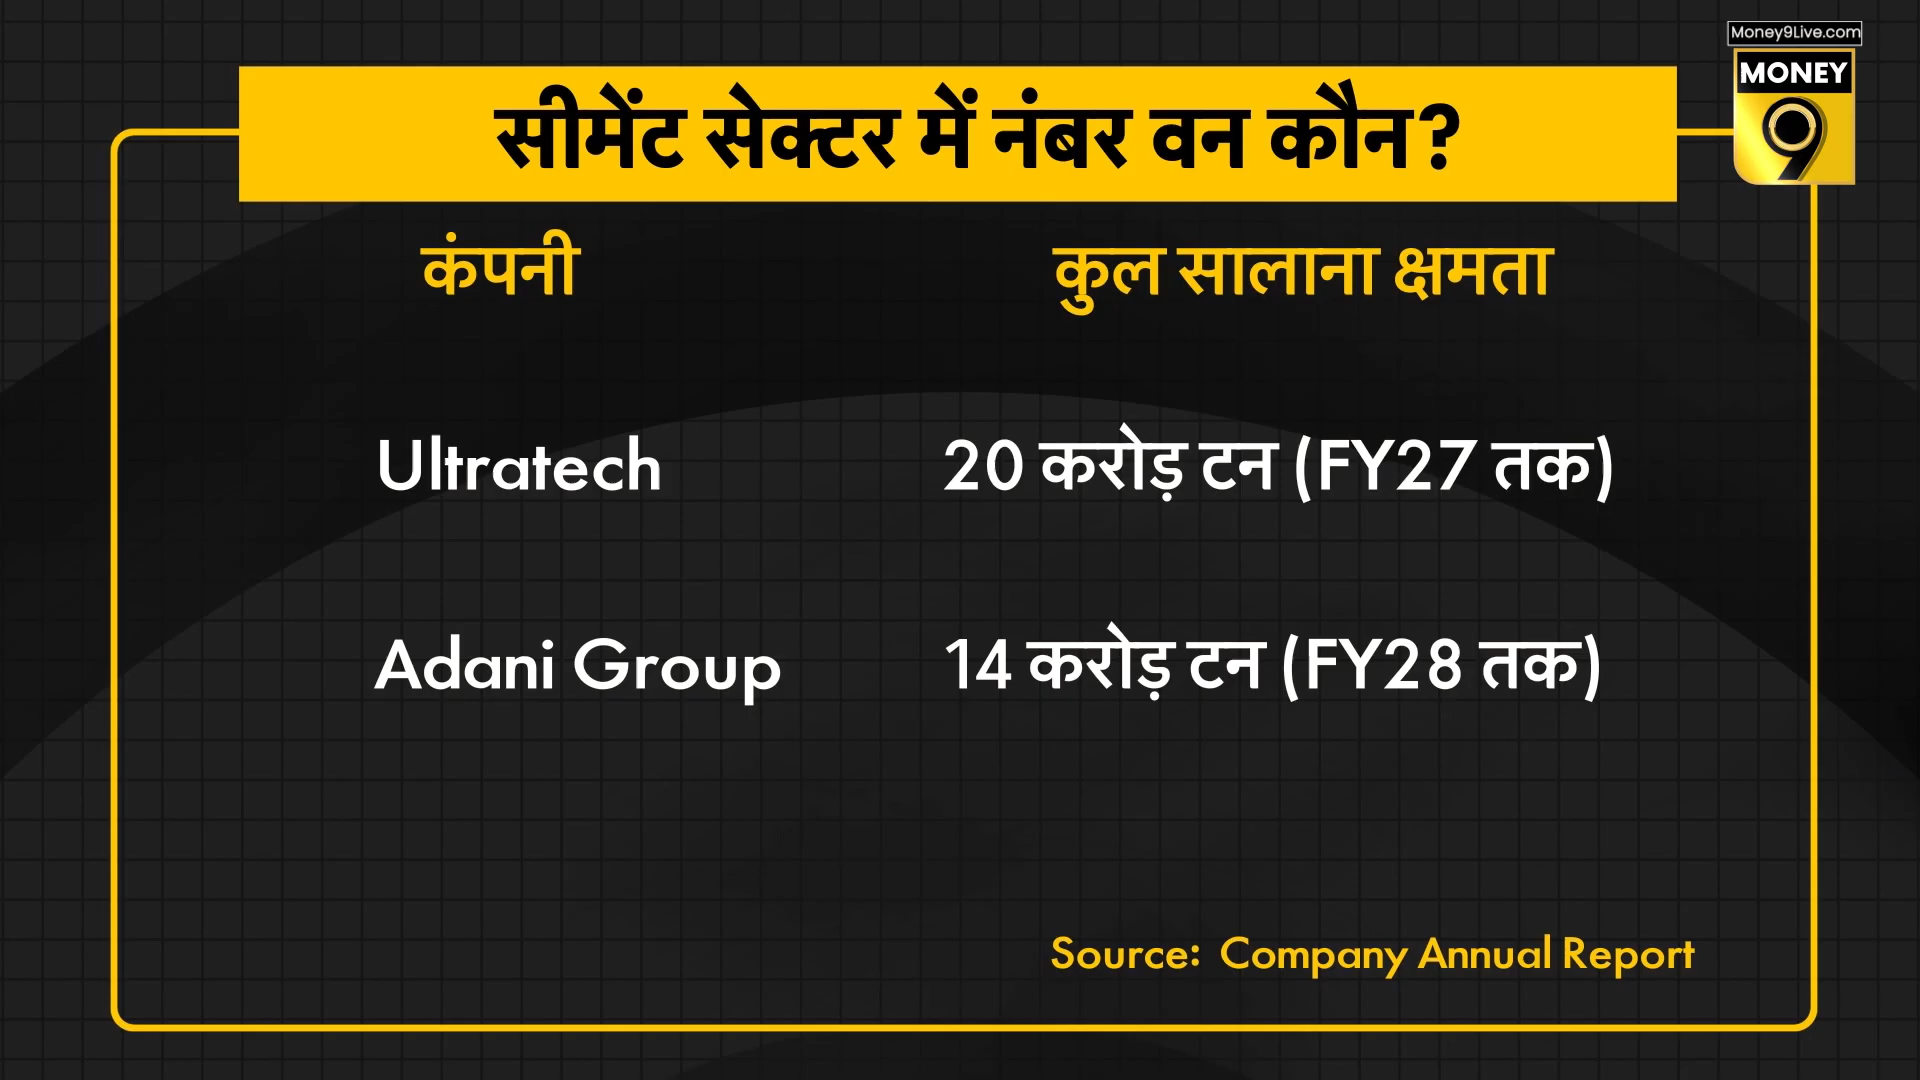 Money9Live.com
MONEY
9
सीमेंट सेक्टर में नंबर वन कौन?
कंपनी कुल सालाना क्षमता
Ultratech 20 करोड़ टन (FY27 तक)
Adani Group 14 करोड़ टन (FY28 तक)
Source: Company Annual Report